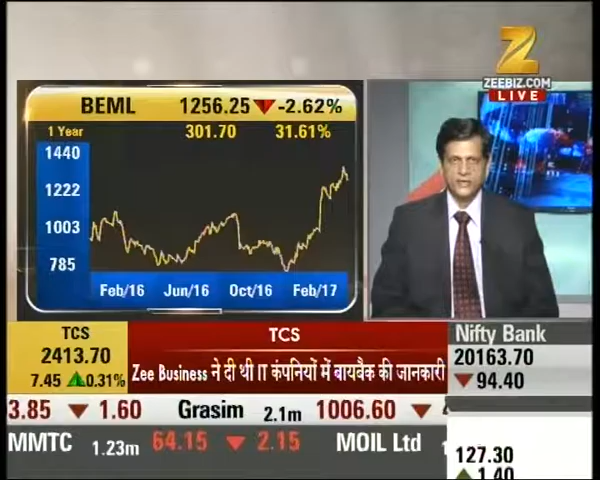 ZEEBIZ.COM
LIVE
BEML 1256.25 -2.62%
1 Year 301.70 31.61%
1440
1222
1003
785
Feb/16 Jun/16 Oct/16 Feb/17
TCS
2413.70
7.45 0.31%
TCS
Zee Business ने दी थी IT कंपनियों में बायबैक की जानकारी
Nifty Bank
20163.70
94.40
3.85 1.60 Grasim 2.1m 1006.60
MMTC 1.23m 64.15 2.15 MOIL Ltd
127.30
1.40